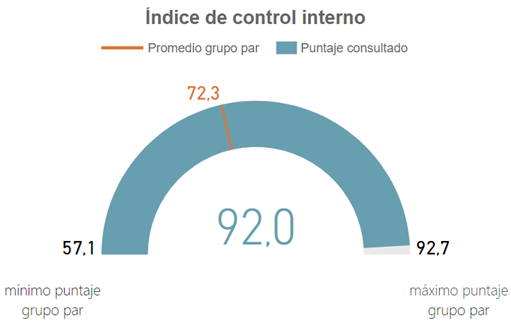 Índice de control interno
Promedio grupo par
Puntaje consultado
72,3
92,0
57,1
92,7
mínimo puntaje
grupo par
máximo puntaje
grupo par